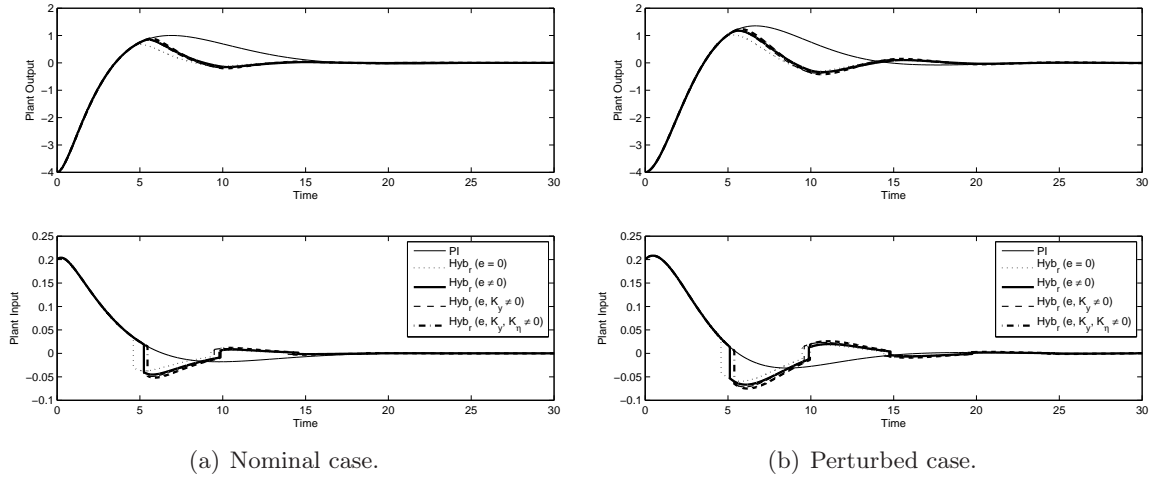 2
1
0
−1
−2
−3
−4
Plant Output
0 5 10 15 20 25 30
Time
0.25
0.2
0.15
0.1
0.05
0
−0.05
−0.1
Plant Input
PI
Hyb_r (e = 0)
Hyb_r (e ≠ 0)
Hyb_r (e, K_y ≠ 0)
Hyb_r (e, K_y, K_η ≠ 0)
0 5 10 15 20 25 30
Time
(a) Nominal case.
2
1
0
−1
−2
−3
−4
Plant Output
0 5 10 15 20 25 30
Time
0.25
0.2
0.15
0.1
0.05
0
−0.05
−0.1
Plant Input
PI
Hyb_r (e = 0)
Hyb_r (e ≠ 0)
Hyb_r (e, K_y ≠ 0)
Hyb_r (e, K_y, K_η ≠ 0)
0 5 10 15 20 25 30
Time
(b) Perturbed case.